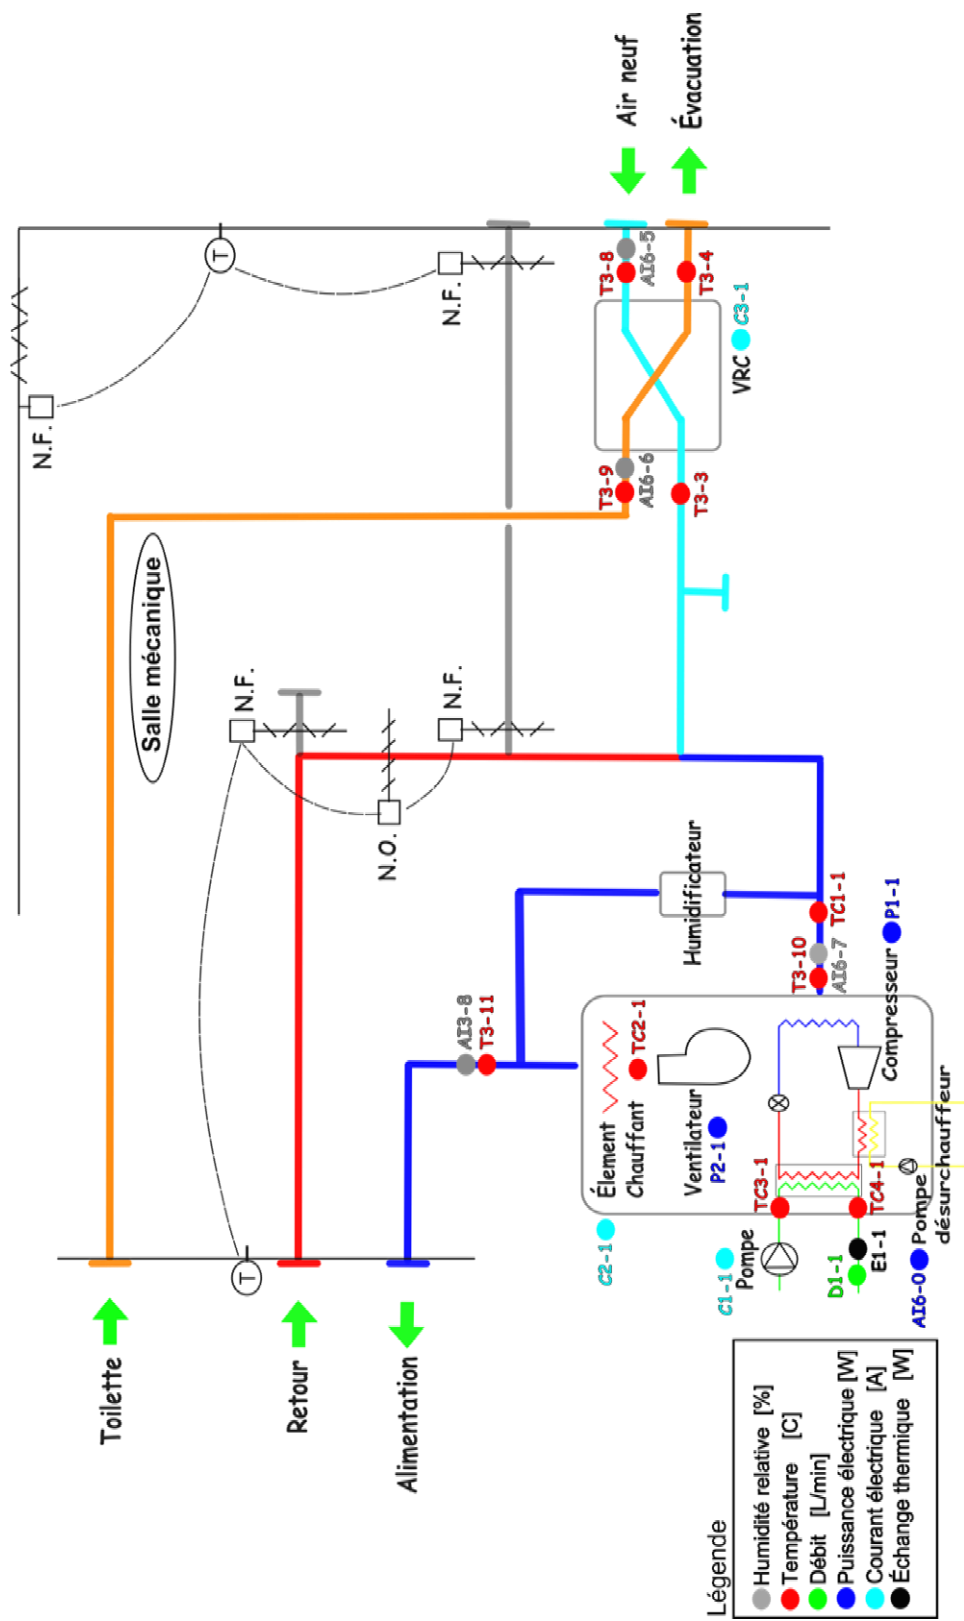 Air neuf
Évacuation
T
N.F.
N.F.
T3-8
AI6-5
T3-4
VRC
C3-1
T3-9
AI6-6
T3-3
Salle mécanique
N.F.
N.F.
N.O.
Humidificateur
TC1-1
T3-10
AI6-7
P1-1
Compresseur
AI3-8
T3-11
Élement
Chauffant
TC2-1
Ventilateur
P2-1
TC3-1
TC4-1
Pompe
désurchauffeur
C2-1
C1-1
Pompe
D1-1
E1-1
AI6-0
T
Toilette
Retour
Alimentation
Légende
Humidité relative [%]
Température [C]
Débit [L/min]
Puissance électrique [W]
Courant électrique [A]
Échange thermique [W]